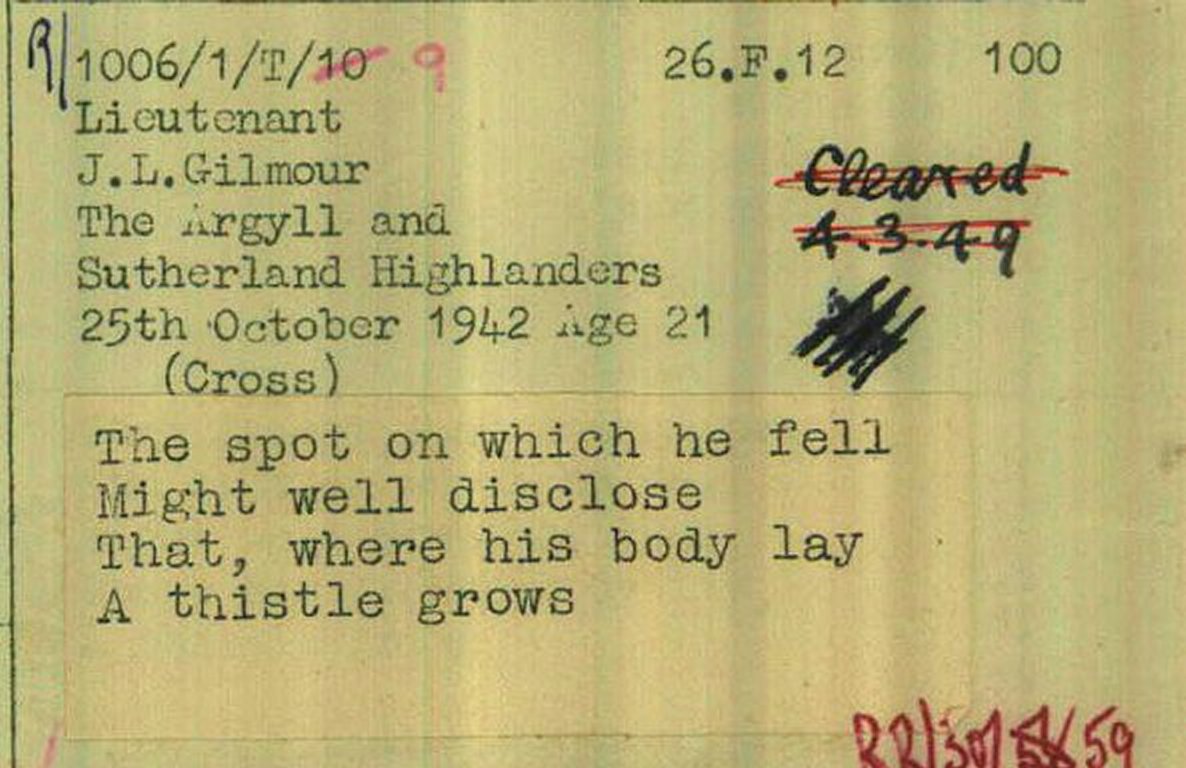 R/ 1006/1/T/10 9 26.F.12 100
Lieutenant
J.L.Gilmour
Cleared
The Argyll and
4.3.49
Sutherland Highlanders
25th October 1942 Age 21
(Cross)
The spot on which he fell
Might well disclose
That, where his body lay
A thistle grows